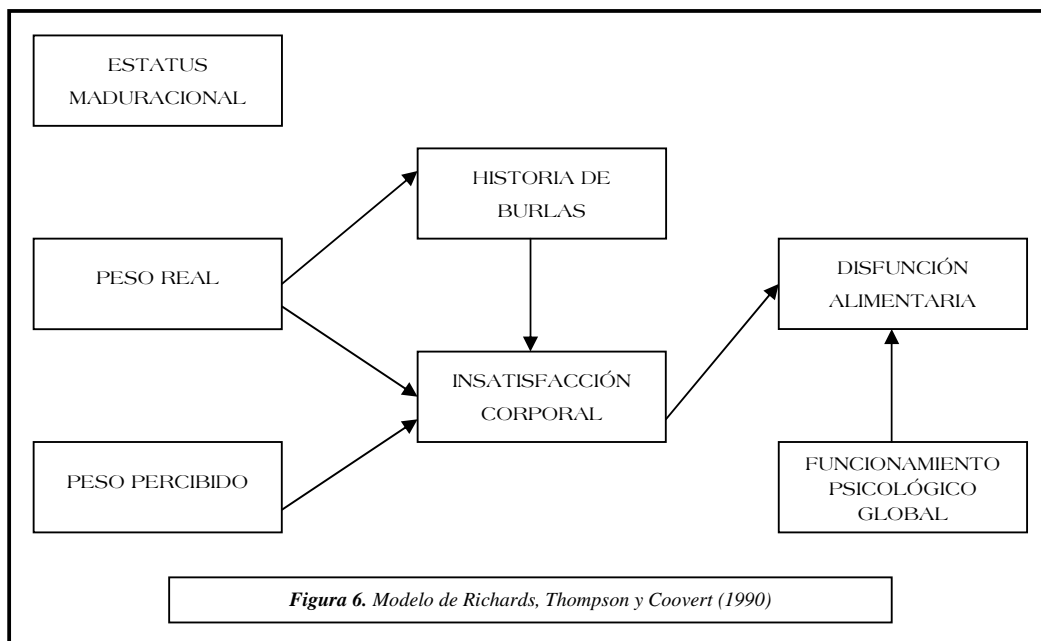 ESTATUS
MADURACIONAL
HISTORIA DE
BURLAS
PESO REAL
DISFUNCIÓN
ALIMENTARIA
INSATISFACCIÓN
CORPORAL
PESO PERCIBIDO
FUNCIONAMIENTO
PSICOLÓGICO
GLOBAL
Figura 6. Modelo de Richards, Thompson y Coovert (1990)